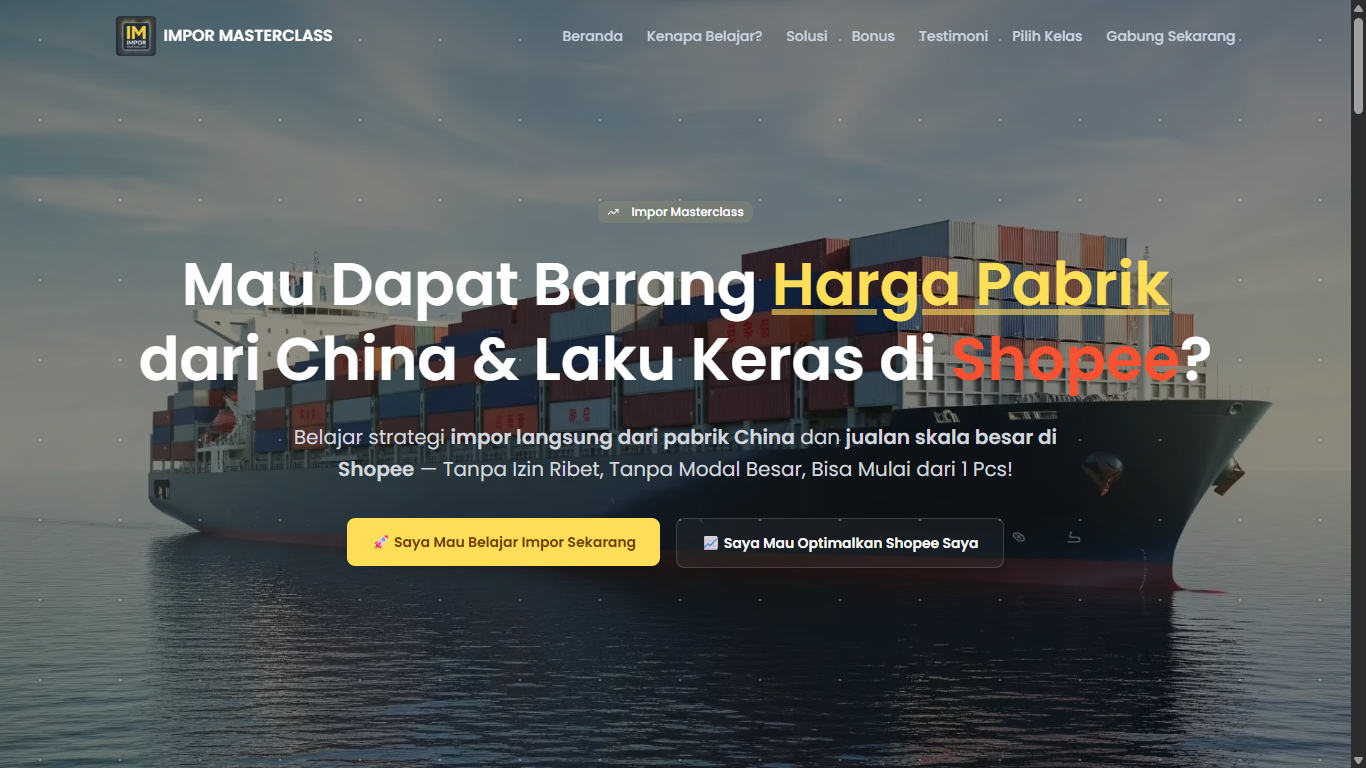 IM
IMPOR
IMPOR MASTERCLASS
Beranda
Kenapa Belajar?
Solusi
Bonus
Testimoni
Pilih Kelas
Gabung Sekarang
Impor Masterclass
Mau Dapat Barang Harga Pabrik
dari China & Laku Keras di Shopee?
Belajar strategi impor langsung dari pabrik China dan jualan skala besar di
Shopee — Tanpa Izin Ribet, Tanpa Modal Besar, Bisa Mulai dari 1 Pcs!
🚀 Saya Mau Belajar Impor Sekarang
📈 Saya Mau Optimalkan Shopee Saya